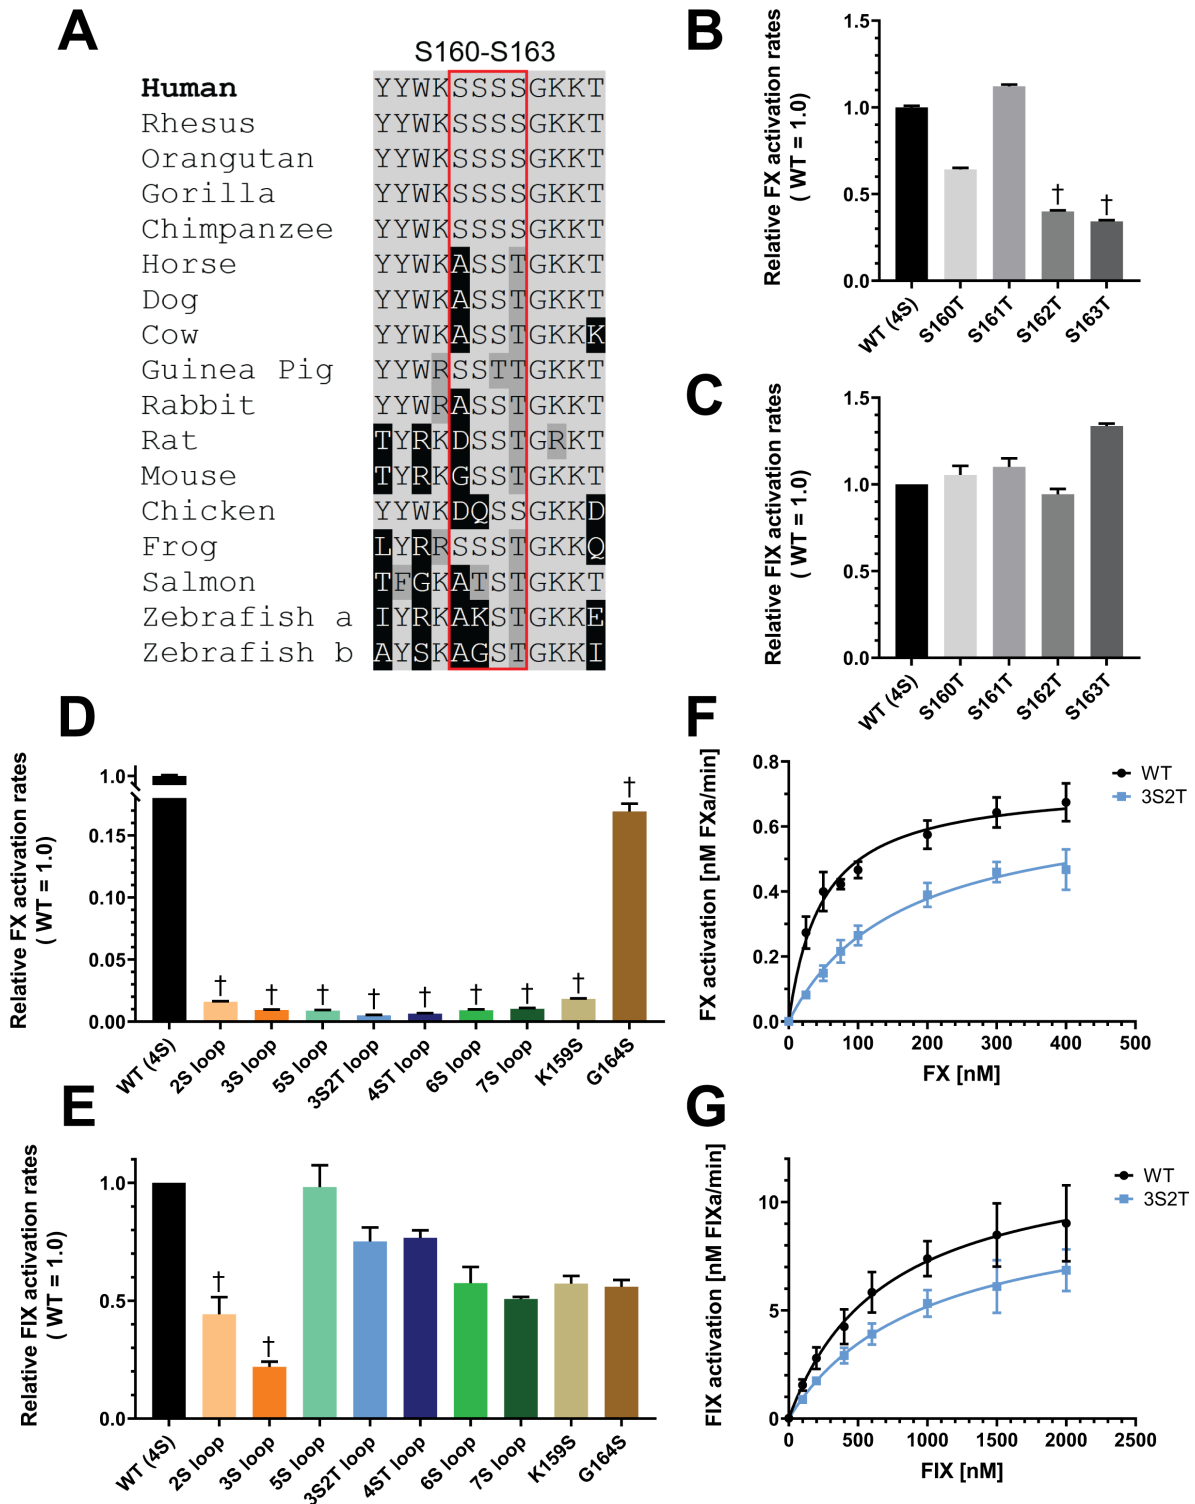 A
S160-S163
Human YYWKSSSSGKKT
Rhesus YYWKSSSSGKKT
Orangutan YYWKSSSSGKKT
Gorilla YYWKSSSSGKKT
Chimpanzee YYWKSSSSGKKT
Horse YYWKASSTGKKT
Dog YYWKASSTGKKT
Cow YYWKASSTGKKK
Guinea Pig YYWRSSTTGKKT
Rabbit YYWRASSTGKKT
Rat TYRKDSSTGRKT
Mouse TYRKGSSTGKKT
Chicken YYWKDQSSGKKD
Frog LYRRSSSTGKKQ
Salmon TFGKATSTGKKT
Zebrafish a IYRKAKSTGKKE
Zebrafish b AYSKAGSTGKKI
B
Relative FX activation rates
( WT = 1.0)
1.5
1.0
0.5
0.0
† †
WT (4S) S160T S161T S162T S163T
C
Relative FIX activation rates
( WT = 1.0)
1.5
1.0
0.5
0.0
WT (4S) S160T S161T S162T S163T
D
Relative FX activation rates
( WT = 1.0)
1.0
0.15
0.10
0.05
0.00
† † † † † † † † †
WT (4S) 2S loop 3S loop 5S loop 3S2T loop 4ST loop 6S loop 7S loop K159S G164S
E
Relative FIX activation rates
( WT = 1.0)
1.0
0.5
0.0
† †
WT (4S) 2S loop 3S loop 5S loop 3S2T loop 4ST loop 6S loop 7S loop K159S G164S
F
FX activation [nM FXa/min]
0.8
0.6
0.4
0.2
0.0
0 100 200 300 400 500
FX [nM]
WT
3S2T
G
FIX activation [nM FIXa/min]
10
5
0
0 500 1000 1500 2000 2500
FIX [nM]
WT
3S2T